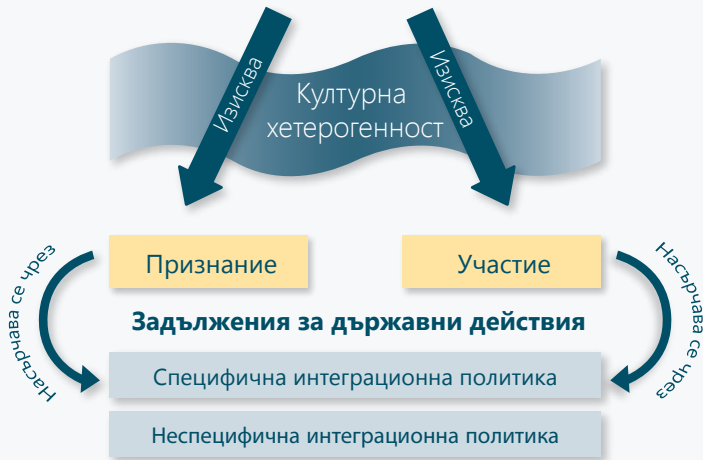 Изисква
Изисква
Културна
хетерогенност
Признание
Участие
Насърчава се чрез
Насърчава се чрез
Задължения за държавни действия
Специфична интеграционна политика
Неспецифична интеграционна политика